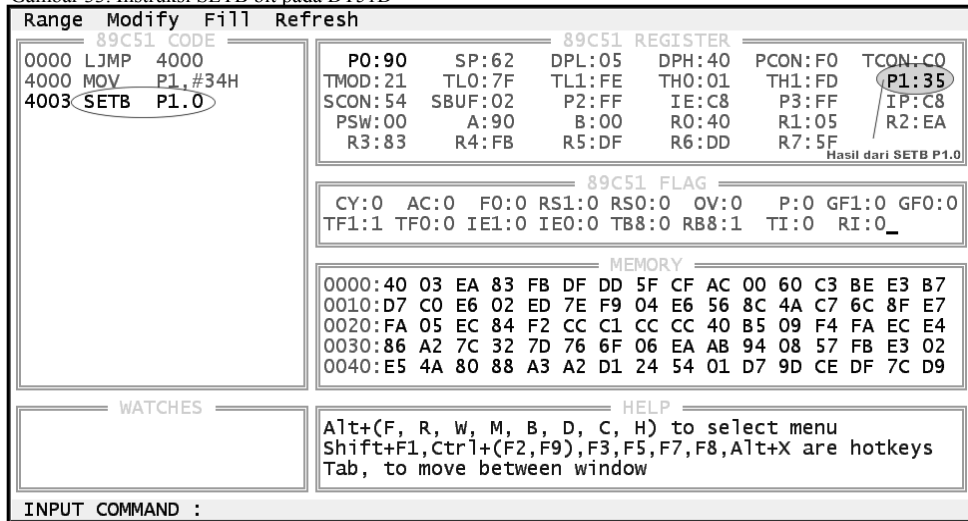 Gambar 33. Instruksi SETB bit pada DT51D
Range Modify Fill Refresh
89C51 CODE
0000 LJMP 4000
4000 MOV P1,#34H
4003 SETB P1.0
89C51 REGISTER
P0:90 SP:62 DPL:05 DPH:40 PCON:F0 TCON:C0
TMOD:21 TL0:7F TL1:FE TH0:01 TH1:FD P1:35
SCON:54 SBUF:02 P2:FF IE:C8 P3:FF IP:C8
PSW:00 A:90 B:00 R0:40 R1:05 R2:EA
R3:83 R4:FB R5:DF R6:DD R7:5F
Hasil dari SETB P1.0
89C51 FLAG
CY:0 AC:0 F0:0 RS1:0 RS0:0 OV:0 P:0 GF1:0 GF0:0
TF1:1 TF0:0 IE1:0 IE0:0 TB8:0 RB8:1 TI:0 RI:0_
MEMORY
0000:40 03 EA 83 FB DF DD 5F CF AC 00 60 C3 BE E3 B7
0010:D7 C0 E6 02 ED 7E F9 04 E6 56 8C 4A C7 6C 8F E7
0020:FA 05 EC 84 F2 CC C1 CC CC 40 B5 09 F4 FA EC E4
0030:86 A2 7C 32 7D 76 6F 06 EA AB 94 08 57 FB E3 02
0040:E5 4A 80 88 A3 A2 D1 24 54 01 D7 9D CE DF 7C D9
WATCHES
HELP
Alt+(F, R, W, M, B, D, C, H) to select menu
Shift+F1,Ctrl+(F2,F9),F3,F5,F7,F8,Alt+X are hotkeys
Tab, to move between window
INPUT COMMAND :